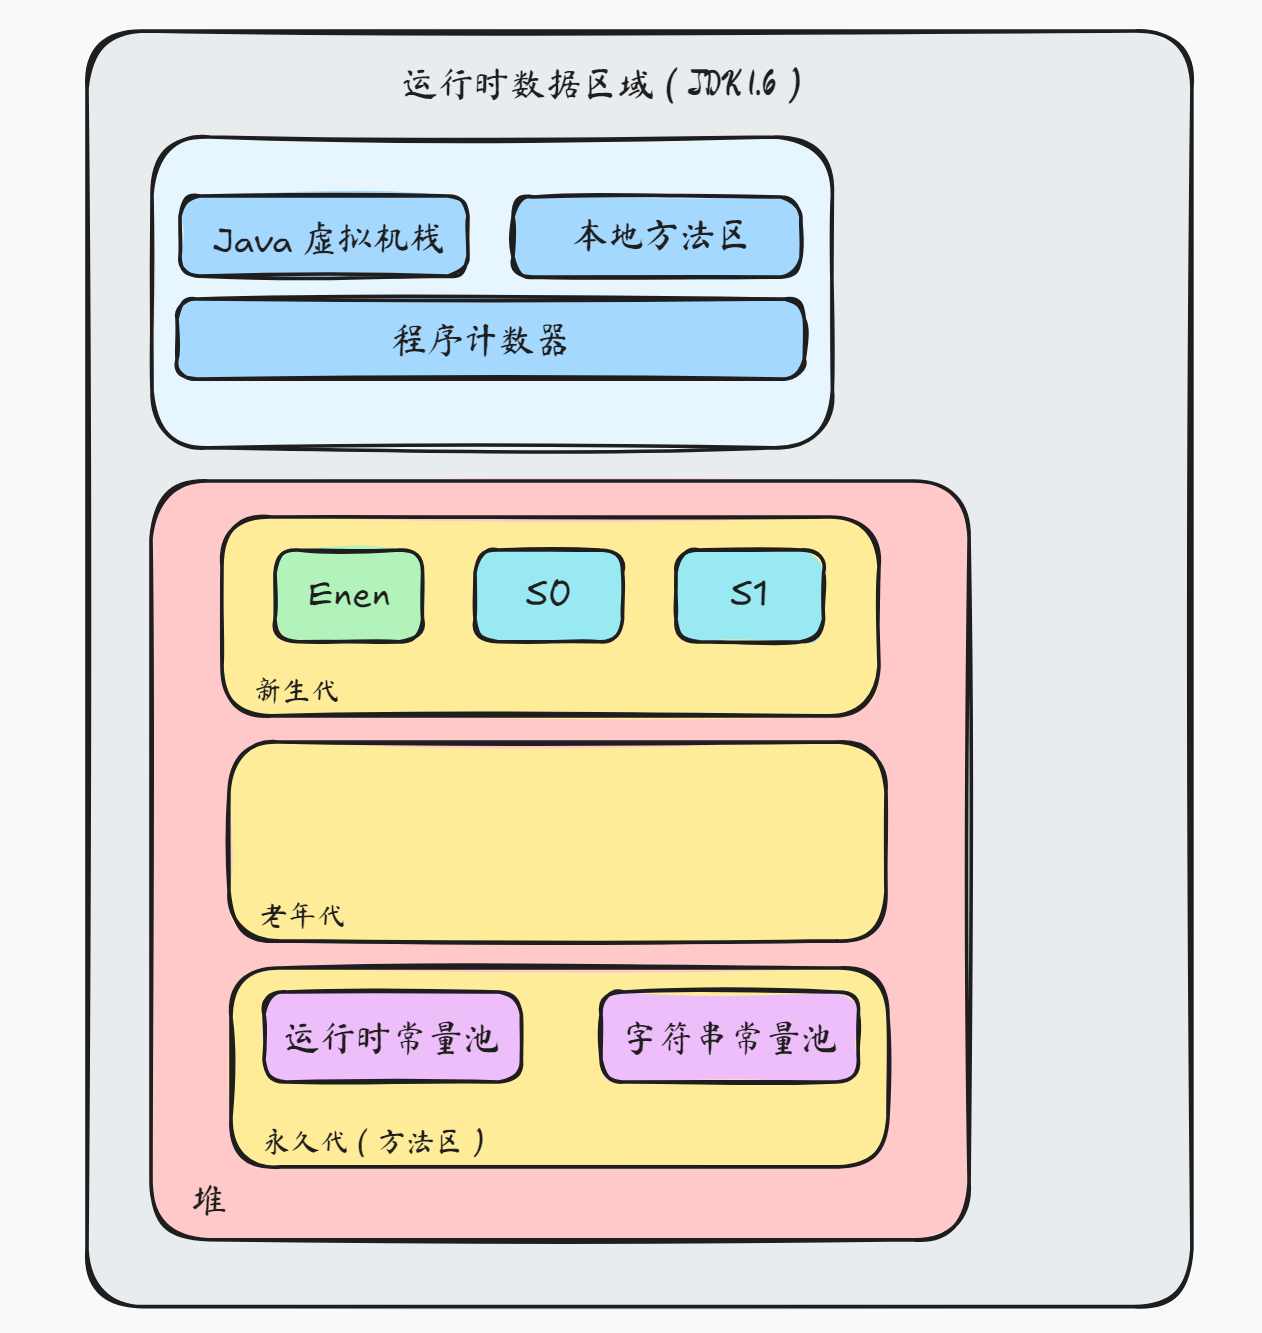 运行时数据区域（JDK1.6）
Java 虚拟机栈
本地方法区
程序计数器
Enen
S0
S1
新生代
老年代
运行时常量池
字符串常量池
永久代（方法区）
堆